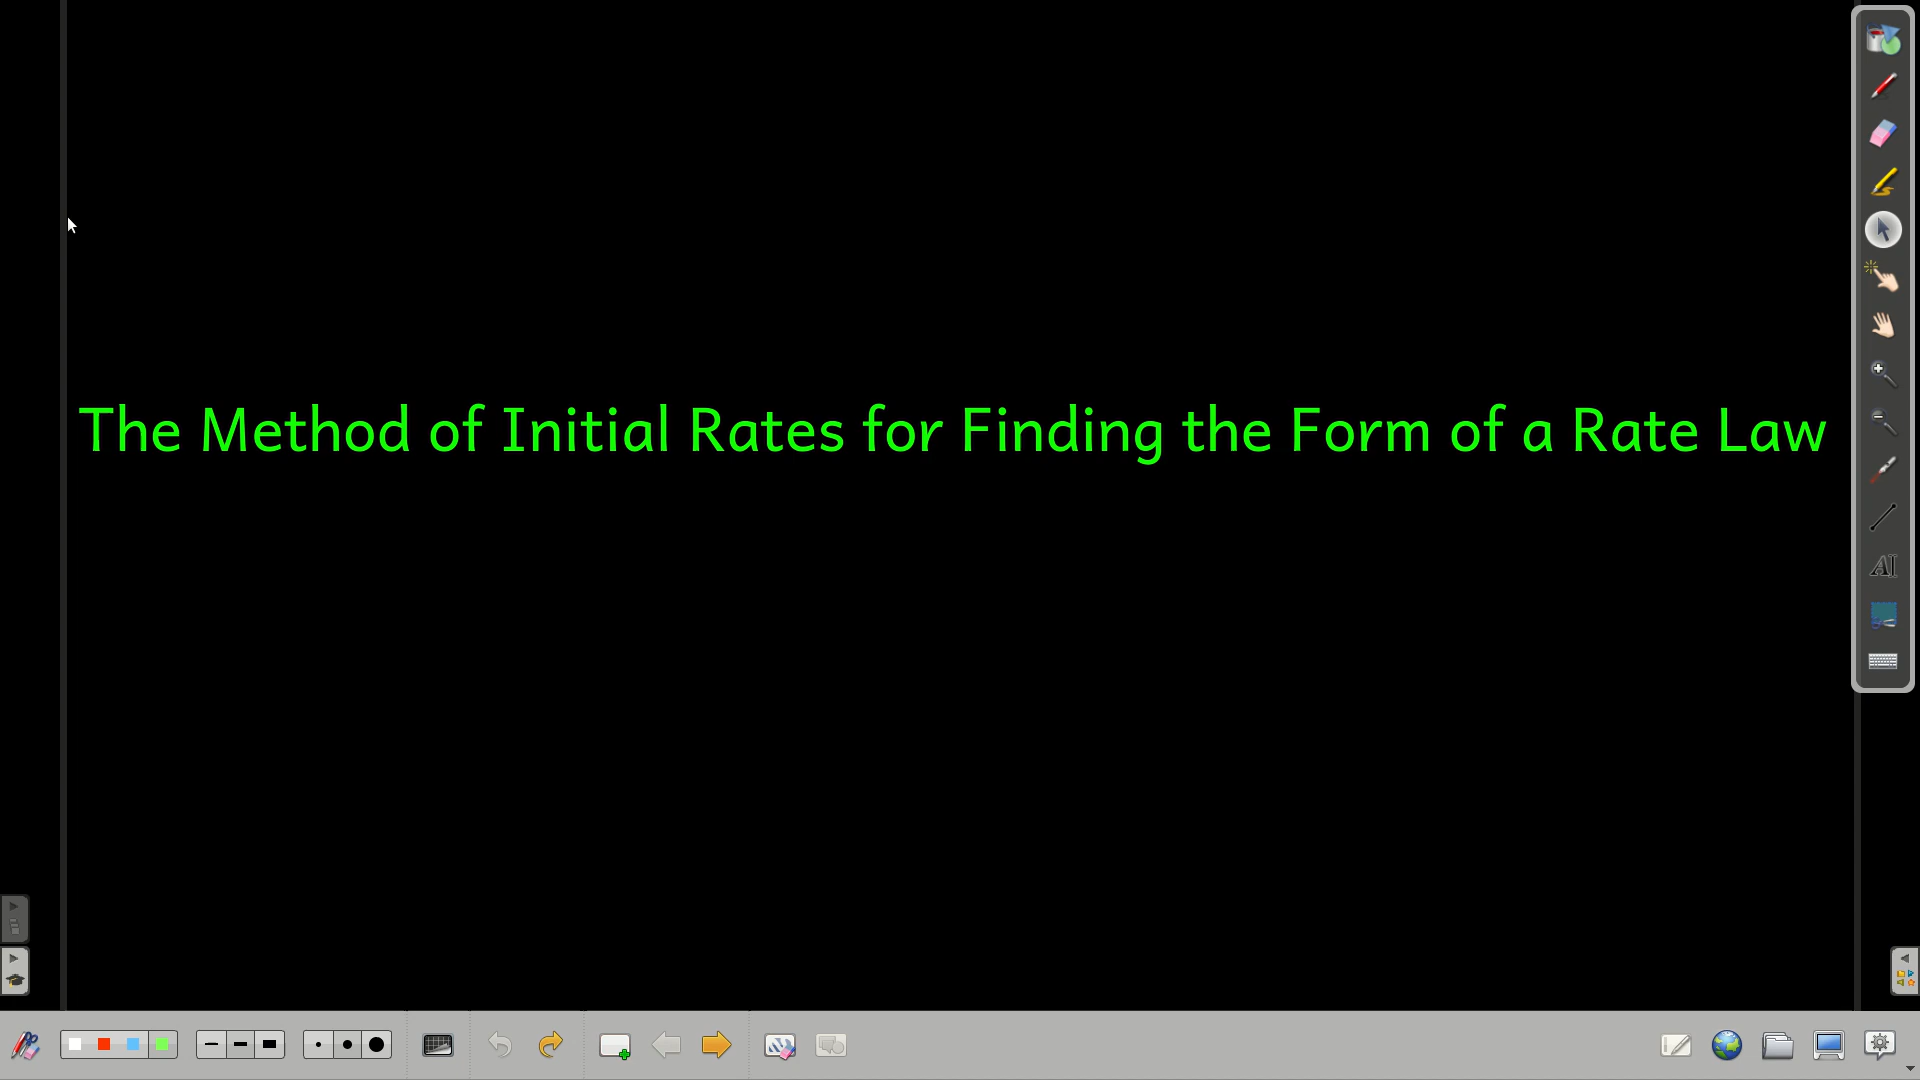 The Method of Initial Rates for Finding the Form of a Rate Law